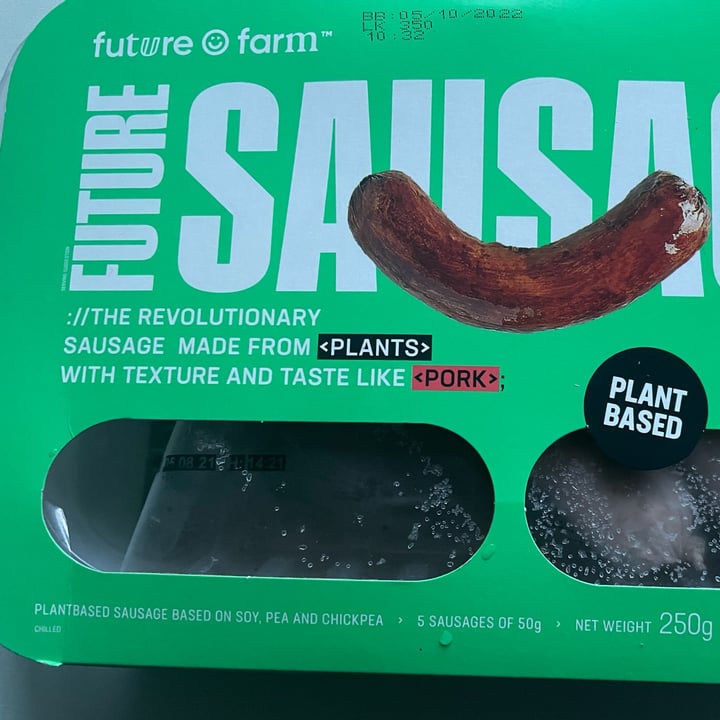 BB:05/10/2022
LK 350
10:32
future farm™
FUTURE
SAUSA
://THE REVOLUTIONARY
SAUSAGE MADE FROM <PLANTS>
WITH TEXTURE AND TASTE LIKE <PORK>;
PLANT
BASED
PLANTBASED SAUSAGE BASED ON SOY, PEA AND CHICKPEA › 5 SAUSAGES OF 50g › NET WEIGHT 250g
CHILLED